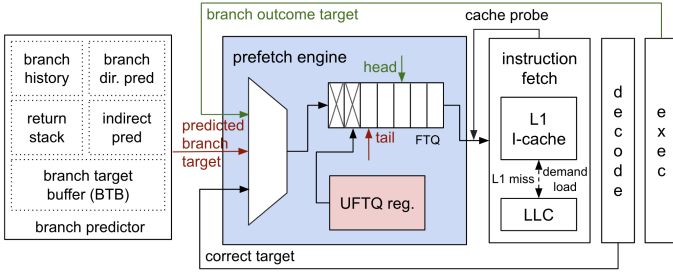 branch outcome target
cache probe
branch
history
branch
dir. pred
return
stack
indirect
pred
branch target
buffer (BTB)
branch predictor
predicted
branch
target
prefetch engine
head
tail
FTQ
UFTQ reg.
correct target
instruction
fetch
L1
I-cache
L1 miss
demand
load
LLC
decode
exec